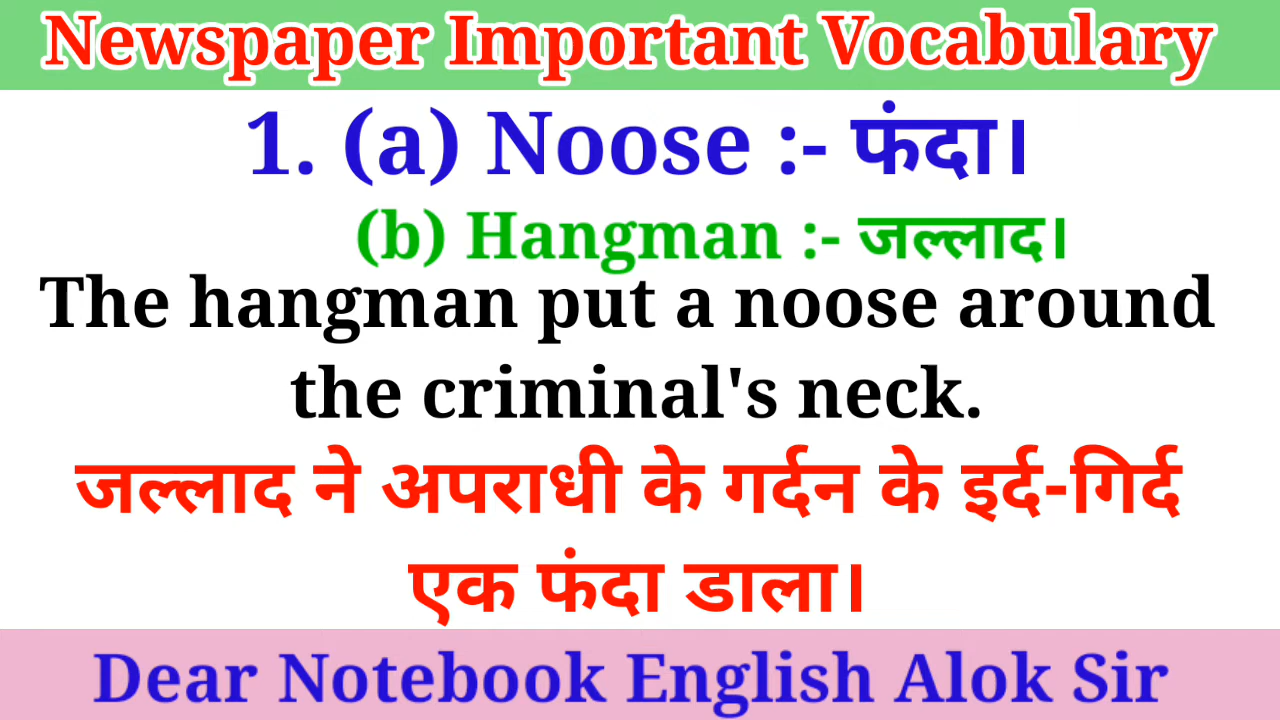 Newspaper Important Vocabulary
1. (a) Noose :- फंदा।
(b) Hangman :- जल्लाद।
The hangman put a noose around
the criminal's neck.
जल्लाद ने अपराधी के गर्दन के इर्द-गिर्द
एक फंदा डाला।
Dear Notebook English Alok Sir